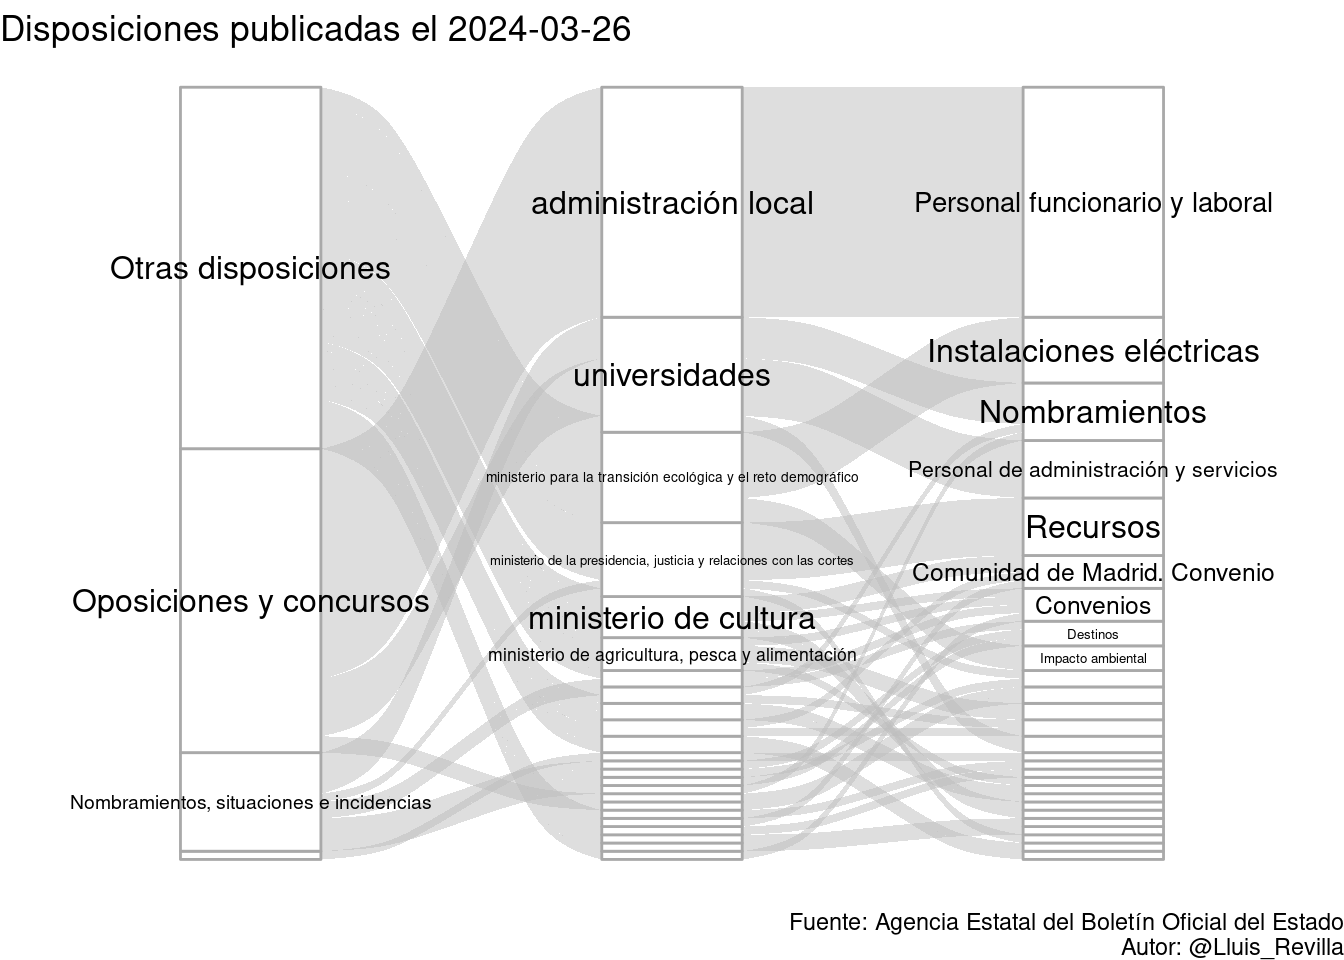 Disposiciones publicadas el 2024-03-26
Otras disposiciones
Oposiciones y concursos
Nombramientos, situaciones e incidencias
administración local
universidades
ministerio para la transición ecológica y el reto demográfico
ministerio de la presidencia, justicia y relaciones con las cortes
ministerio de cultura
ministerio de agricultura, pesca y alimentación
Personal funcionario y laboral
Instalaciones eléctricas
Nombramientos
Personal de administración y servicios
Recursos
Comunidad de Madrid. Convenio
Convenios
Destinos
Impacto ambiental
Fuente: Agencia Estatal del Boletín Oficial del Estado
Autor: @Lluis_Revilla